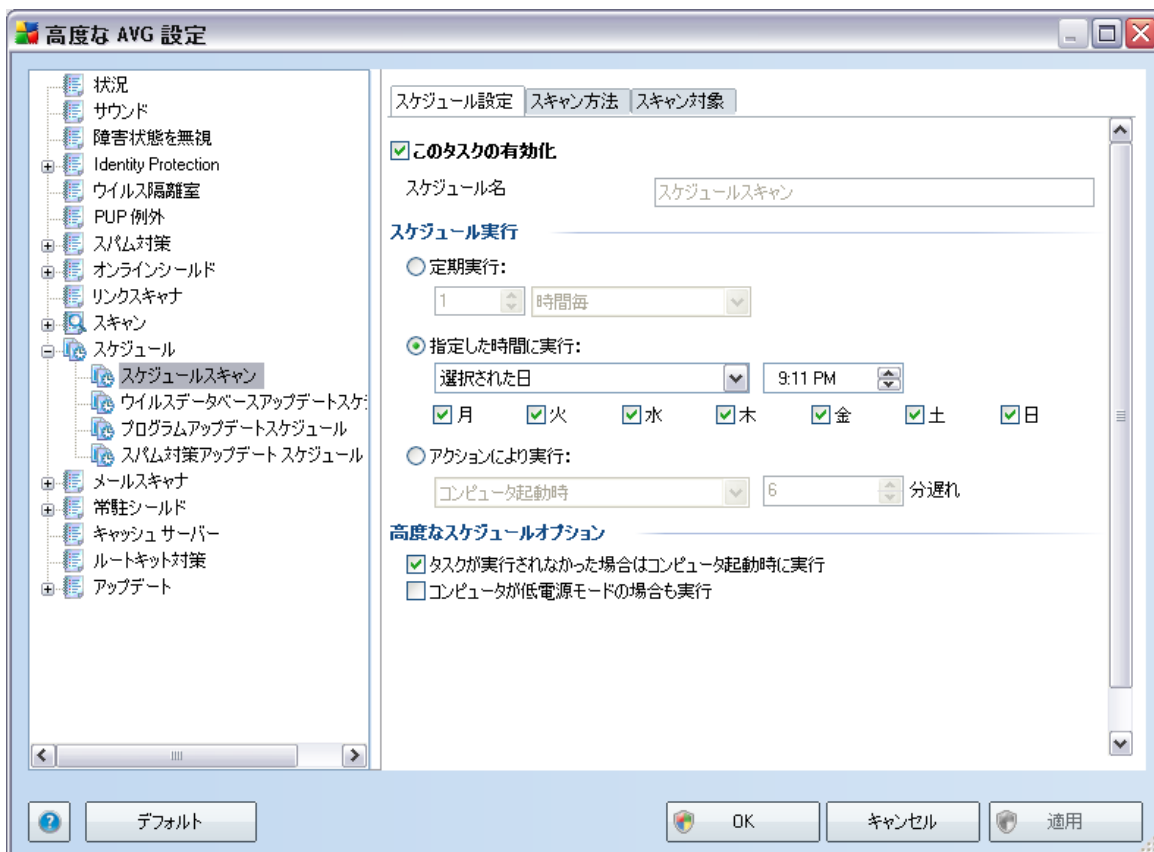 高度な AVG 設定
状況
サウンド
障害状態を無視
Identity Protection
ウイルス隔離室
PUP 例外
スパム対策
オンラインシールド
リンクスキャナ
スキャン
スケジュール
スケジュールスキャン
ウイルスデータベースアップデートスケ
プログラムアップデートスケジュール
スパム対策アップデート スケジュール
メールスキャナ
常駐シールド
キャッシュ サーバー
ルートキット対策
アップデート
スケジュール設定 スキャン方法 スキャン対象
このタスクの有効化
スケジュール名 スケジュールスキャン
スケジュール実行
定期実行:
1 時間毎
指定した時間に実行:
選択された日 9:11 PM
月 火 水 木 金 土 日
アクションにより実行:
コンピュータ起動時 6 分遅れ
高度なスケジュールオプション
タスクが実行されなかった場合はコンピュータ起動時に実行
コンピュータが低電源モードの場合も実行
デフォルト OK キャンセル 適用